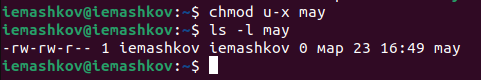 iemashkov@iemashkov:~$ chmod u-x may
iemashkov@iemashkov:~$ ls -l may
-rw-rw-r-- 1 iemashkov iemashkov 0 мар 23 16:49 may
iemashkov@iemashkov:~$